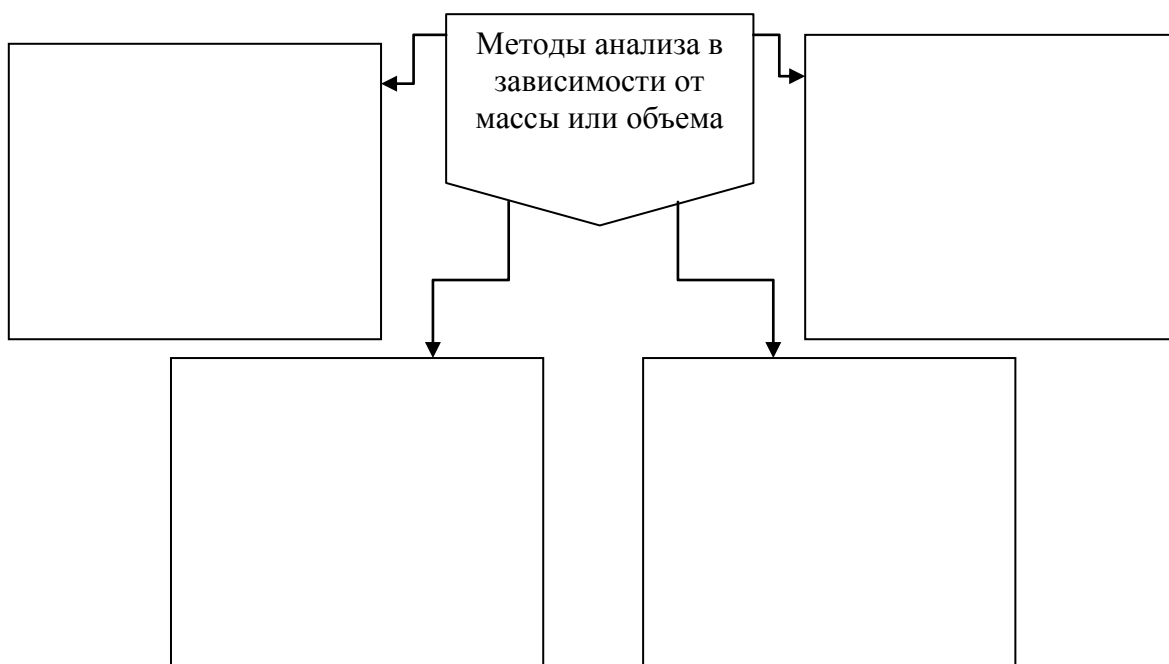 Методы анализа в
зависимости от
массы или объема